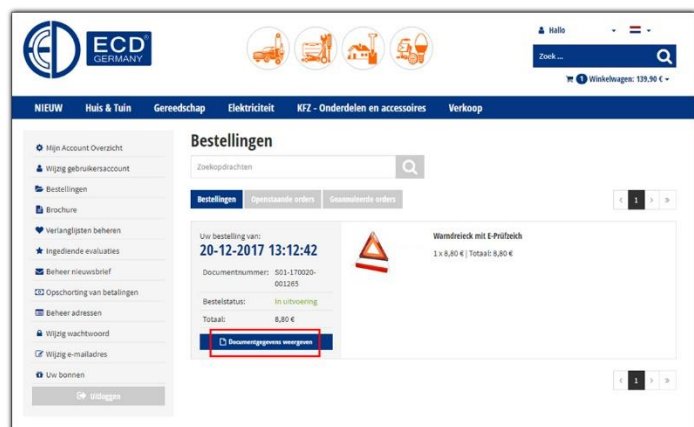 ECD®
GERMANY
Hallo
Zoek ...
1 Winkelwagen: 139,90 €
NIEUW Huis & Tuin Gereedschap Elektriciteit KFZ - Onderdelen en accessoires Verkoop
Mijn Account Overzicht
Wijzig gebruikersaccount
Bestellingen
Brochure
Verlanglijsten beheren
Ingediende evaluaties
Beheer nieuwsbrief
Opschorting van betalingen
Beheer adressen
Wijzig wachtwoord
Wijzig e-mailadres
Uw bonnen
Uitloggen
Bestellingen
Zoekopdrachten
Bestellingen Openstaande orders Geannuleerde orders
< 1 > »
Uw bestelling van:
20-12-2017 13:12:42
Documentnummer: S01-170020-
001265
Bestelstatus: In uitvoering
Totaal: 8,80 €
Documentgegevens weergeven
Warndreieck mit E-Prüfzeich
1 x 8,80 € | Totaal: 8,80 €
< 1 > »